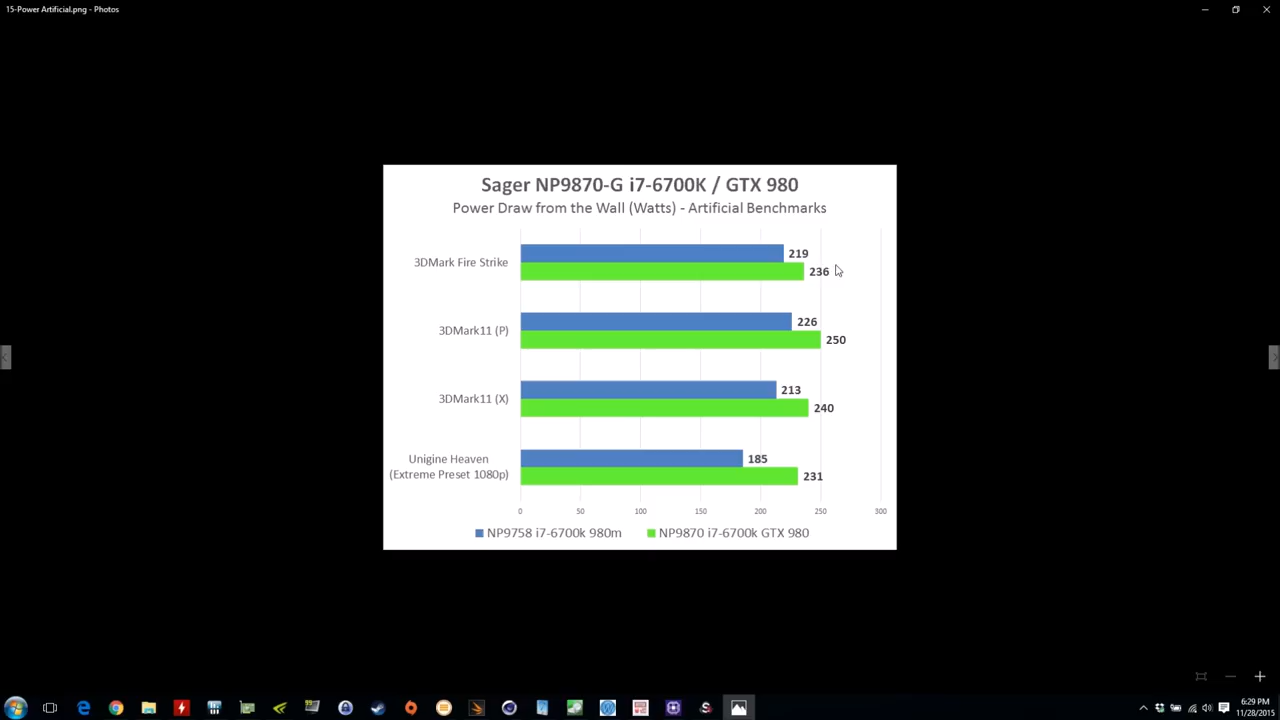 15-Power Artificial.png - Photos
Sager NP9870-G i7-6700K / GTX 980
Power Draw from the Wall (Watts) - Artificial Benchmarks
3DMark Fire Strike
219
236
3DMark11 (P)
226
250
3DMark11 (X)
213
240
Unigine Heaven
(Extreme Preset 1080p)
185
231
0 50 100 150 200 250 300
NP9758 i7-6700k 980m NP9870 i7-6700k GTX 980
6:29 PM
11/28/2015